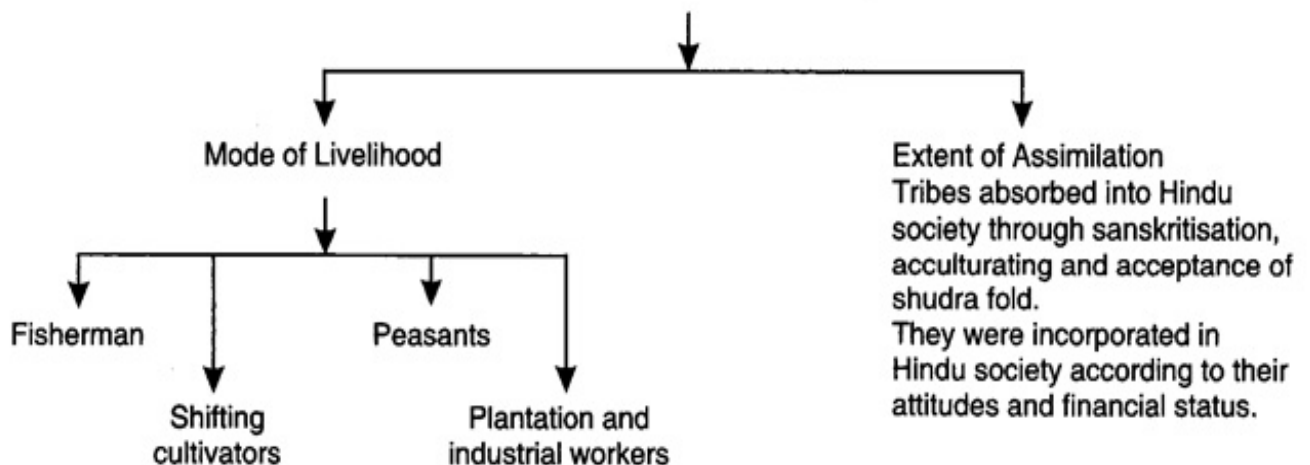 Mode of Livelihood
Fisherman
Shifting
cultivators
Peasants
Plantation and
industrial workers
Extent of Assimilation
Tribes absorbed into Hindu
society through sanskritisation,
acculturating and acceptance of
shudra fold.
They were incorporated in
Hindu society according to their
attitudes and financial status.